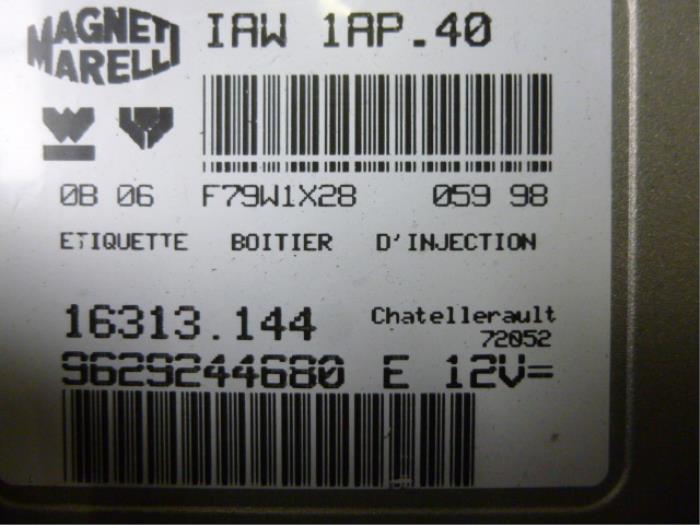 MAGNETI MARELLI
IAW 1AP.40
0B 06 F79W1X28 059 98
ETIQUETTE BOITIER D'INJECTION
16313.144 Chatellerault
72052
9629244680 E 12V=